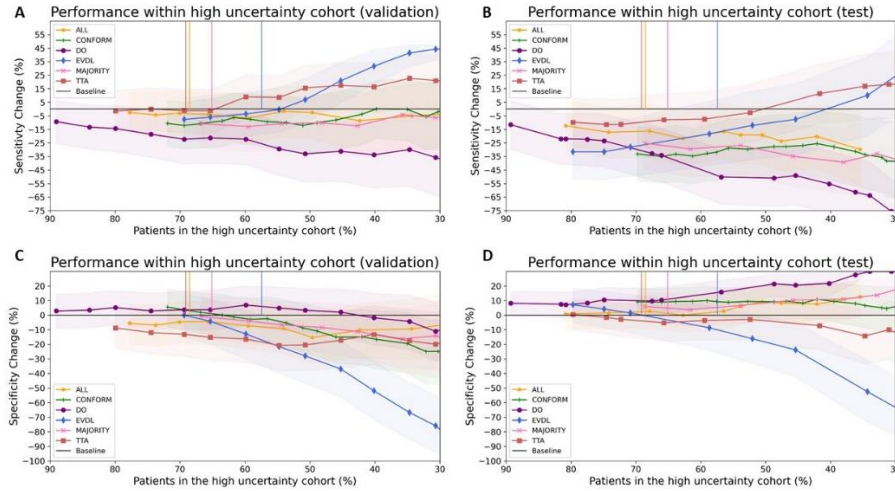 A
Performance within high uncertainty cohort (validation)
Sensitivity Change (%)
55
45
35
25
15
5
-5
-15
-25
-35
-45
-55
-65
-75
ALL
CONFORM
DO
EVDL
MAJORITY
TTA
Baseline
89 80 70 60 50 40 30
Patients in the high uncertainty cohort (%)
B
Performance within high uncertainty cohort (test)
Sensitivity Change (%)
55
45
35
25
15
5
-5
-15
-25
-35
-45
-55
-65
-75
ALL
CONFORM
DO
EVDL
MAJORITY
TTA
Baseline
90 80 70 60 50 40 30
Patients in the high uncertainty cohort (%)
C
Performance within high uncertainty cohort (validation)
Specificity Change (%)
20
10
0
-10
-20
-30
-40
-50
-60
-70
-80
-90
-100
ALL
CONFORM
DO
EVDL
MAJORITY
TTA
Baseline
89 80 70 60 50 40 30
Patients in the high uncertainty cohort (%)
D
Performance within high uncertainty cohort (test)
Specificity Change (%)
20
10
0
-10
-20
-30
-40
-50
-60
-70
-80
-90
-100
ALL
CONFORM
DO
EVDL
MAJORITY
TTA
Baseline
89 80 70 60 50 40 30
Patients in the high uncertainty cohort (%)